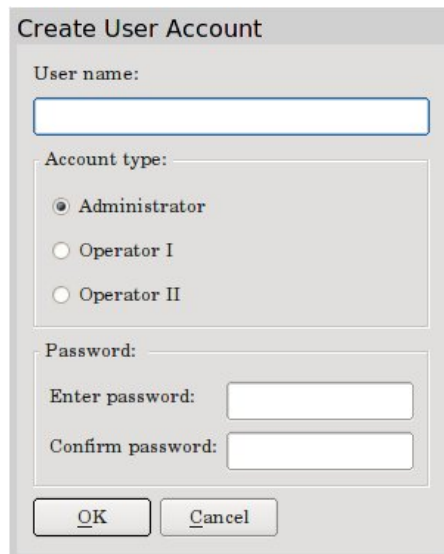 Create User Account
User name:
Account type:
Administrator
Operator I
Operator II
Password:
Enter password:
Confirm password:
OK Cancel